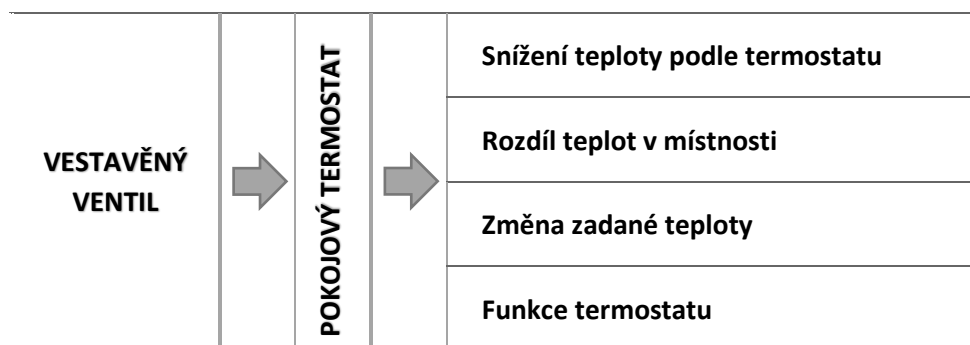 VESTAVĚNÝ
VENTIL
POKOJOVÝ TERMOSTAT
Snížení teploty podle termostatu
Rozdíl teplot v místnosti
Změna zadané teploty
Funkce termostatu